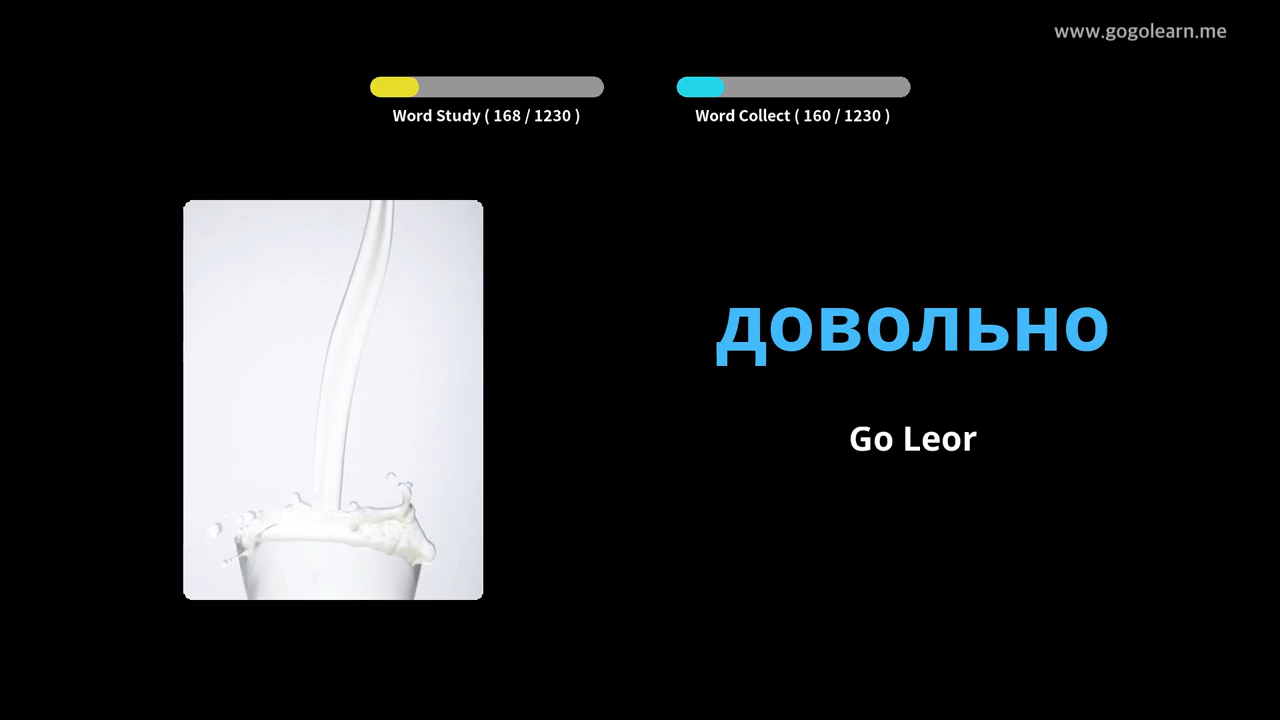 www.gogolearn.me
Word Study ( 168 / 1230 )
Word Collect ( 160 / 1230 )
довольно
Go Leor